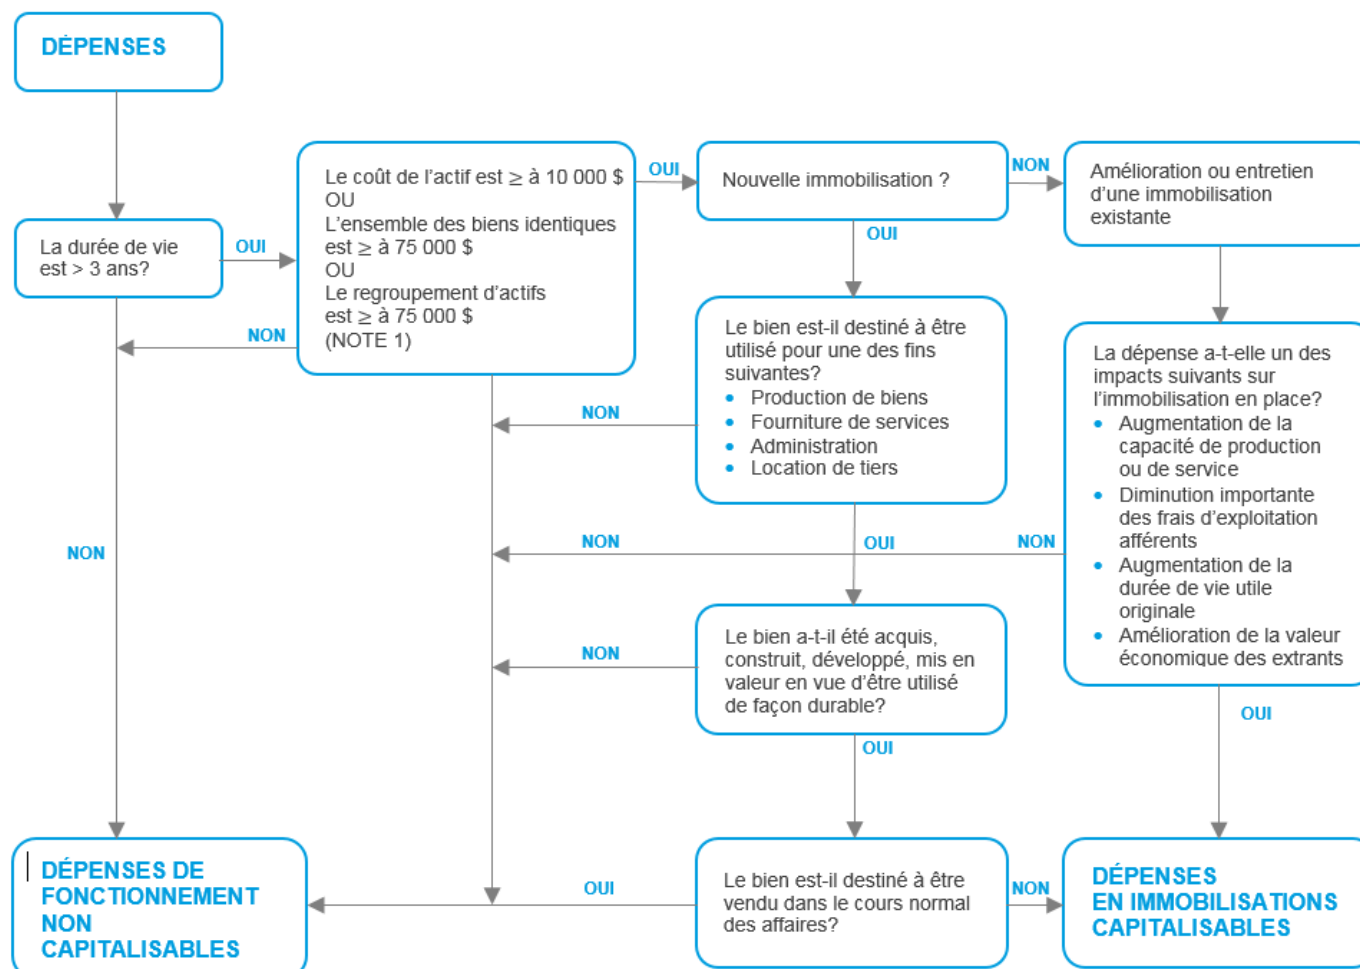 DÉPENSES
La durée de vie
est > 3 ans?
OUI
NON
Le coût de l'actif est ≥ à 10 000 $
OU
L'ensemble des biens identiques
est ≥ à 75 000 $
OU
Le regroupement d'actifs
est ≥ à 75 000 $
(NOTE 1)
OUI
NON
Nouvelle immobilisation ?
NON
OUI
Amélioration ou entretien
d'une immobilisation
existante
Le bien est-il destiné à être
utilisé pour une des fins
suivantes?
• Production de biens
• Fourniture de services
• Administration
• Location de tiers
NON
OUI
La dépense a-t-elle un des
impacts suivants sur
l'immobilisation en place?
• Augmentation de la
capacité de production
ou de service
• Diminution importante
des frais d'exploitation
afférents
• Augmentation de la
durée de vie utile
originale
• Amélioration de la valeur
économique des extrants
NON
NON
OUI
Le bien a-t-il été acquis,
construit, développé, mis en
valeur en vue d'être utilisé
de façon durable?
NON
OUI
Le bien est-il destiné à être
vendu dans le cours normal
des affaires?
OUI
NON
DÉPENSES DE
FONCTIONNEMENT
NON
CAPITALISABLES
DÉPENSES
EN IMMOBILISATIONS
CAPITALISABLES